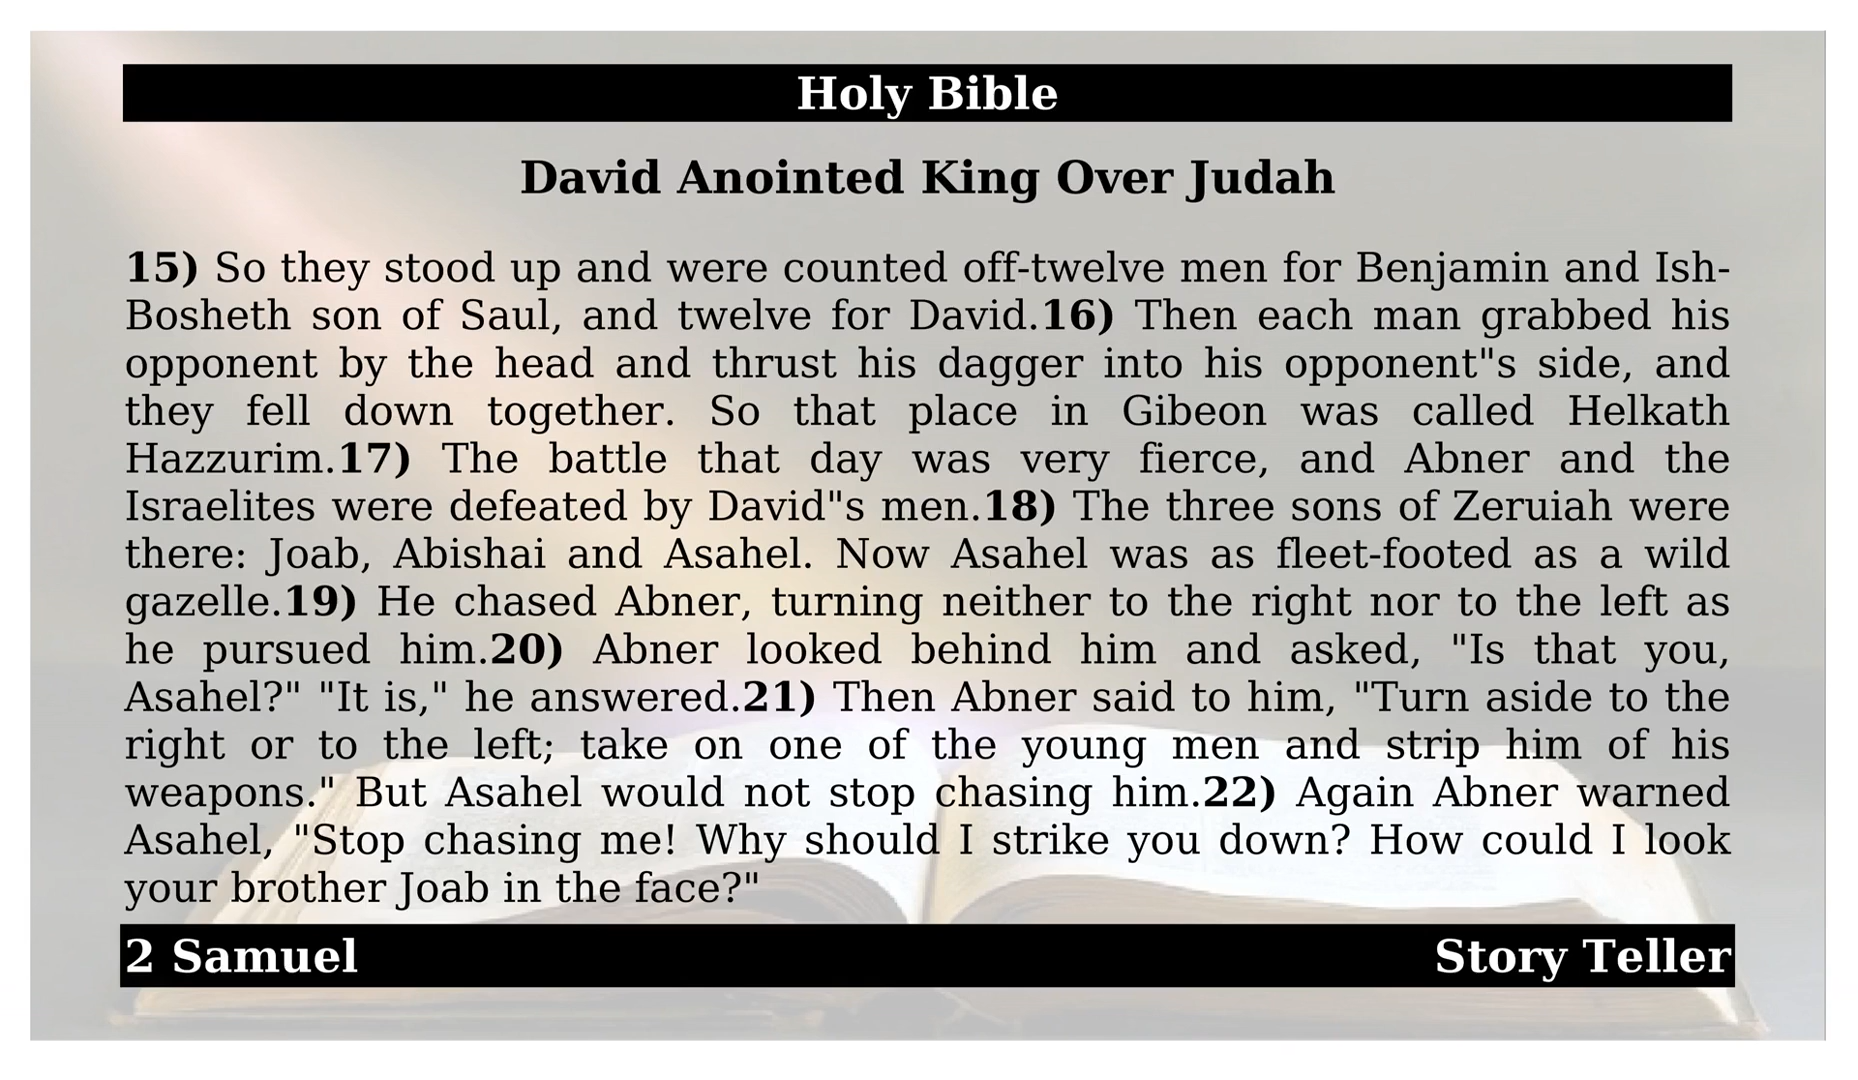 Holy Bible
David Anointed King Over Judah
15) So they stood up and were counted off-twelve men for Benjamin and Ish-
Bosheth son of Saul, and twelve for David.16) Then each man grabbed his
opponent by the head and thrust his dagger into his opponent"s side, and
they fell down together. So that place in Gibeon was called Helkath
Hazzurim.17) The battle that day was very fierce, and Abner and the
Israelites were defeated by David"s men.18) The three sons of Zeruiah were
there: Joab, Abishai and Asahel. Now Asahel was as fleet-footed as a wild
gazelle.19) He chased Abner, turning neither to the right nor to the left as
he pursued him.20) Abner looked behind him and asked, "Is that you,
Asahel?" "It is," he answered.21) Then Abner said to him, "Turn aside to the
right or to the left; take on one of the young men and strip him of his
weapons." But Asahel would not stop chasing him.22) Again Abner warned
Asahel, "Stop chasing me! Why should I strike you down? How could I look
your brother Joab in the face?"
2 Samuel Story Teller